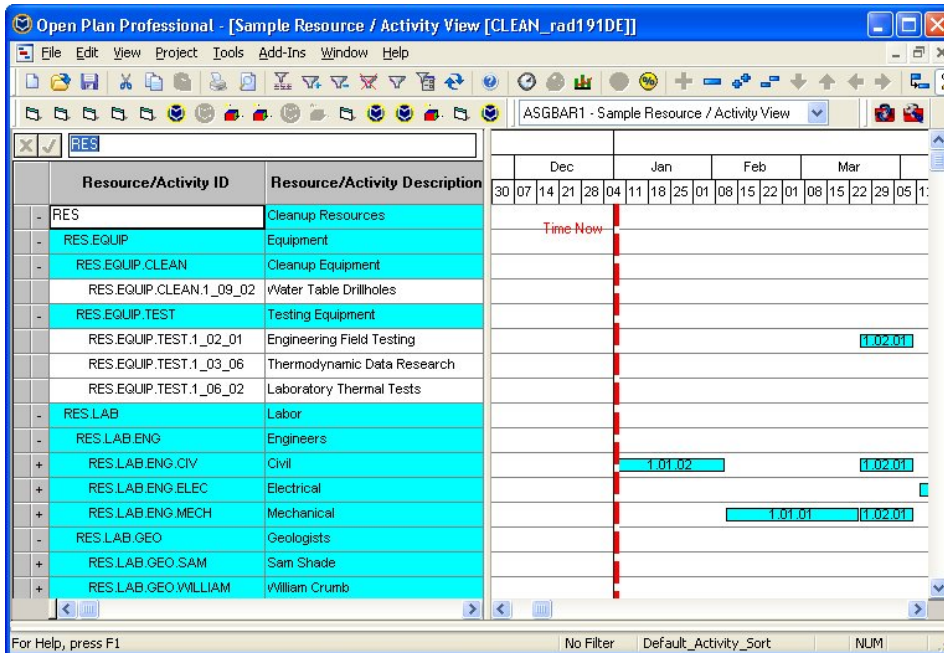 Open Plan Professional - [Sample Resource / Activity View [CLEAN_rad191DE]]
File Edit View Project Tools Add-Ins Window Help
ASGBAR1 - Sample Resource / Activity View
RES
Resource/Activity ID Resource/Activity Description
Dec Jan Feb Mar
30 07 14 21 28 04 11 18 25 01 08 15 22 01 08 15 22 29 05
- RES Cleanup Resources
Time Now
- RES.EQUIP Equipment
- RES.EQUIP.CLEAN Cleanup Equipment
RES.EQUIP.CLEAN.1_09_02 Water Table Drillholes
- RES.EQUIP.TEST Testing Equipment
RES.EQUIP.TEST.1_02_01 Engineering Field Testing 1.02.01
RES.EQUIP.TEST.1_03_06 Thermodynamic Data Research
RES.EQUIP.TEST.1_06_02 Laboratory Thermal Tests
- RES.LAB Labor
- RES.LAB.ENG Engineers
+ RES.LAB.ENG.CIV Civil 1.01.02 1.02.01
+ RES.LAB.ENG.ELEC Electrical
+ RES.LAB.ENG.MECH Mechanical 1.01.01 1.02.01
- RES.LAB.GEO Geologists
+ RES.LAB.GEO.SAM Sam Shade
+ RES.LAB.GEO.WILLIAM William Crumb
For Help, press F1 No Filter Default_Activity_Sort NUM